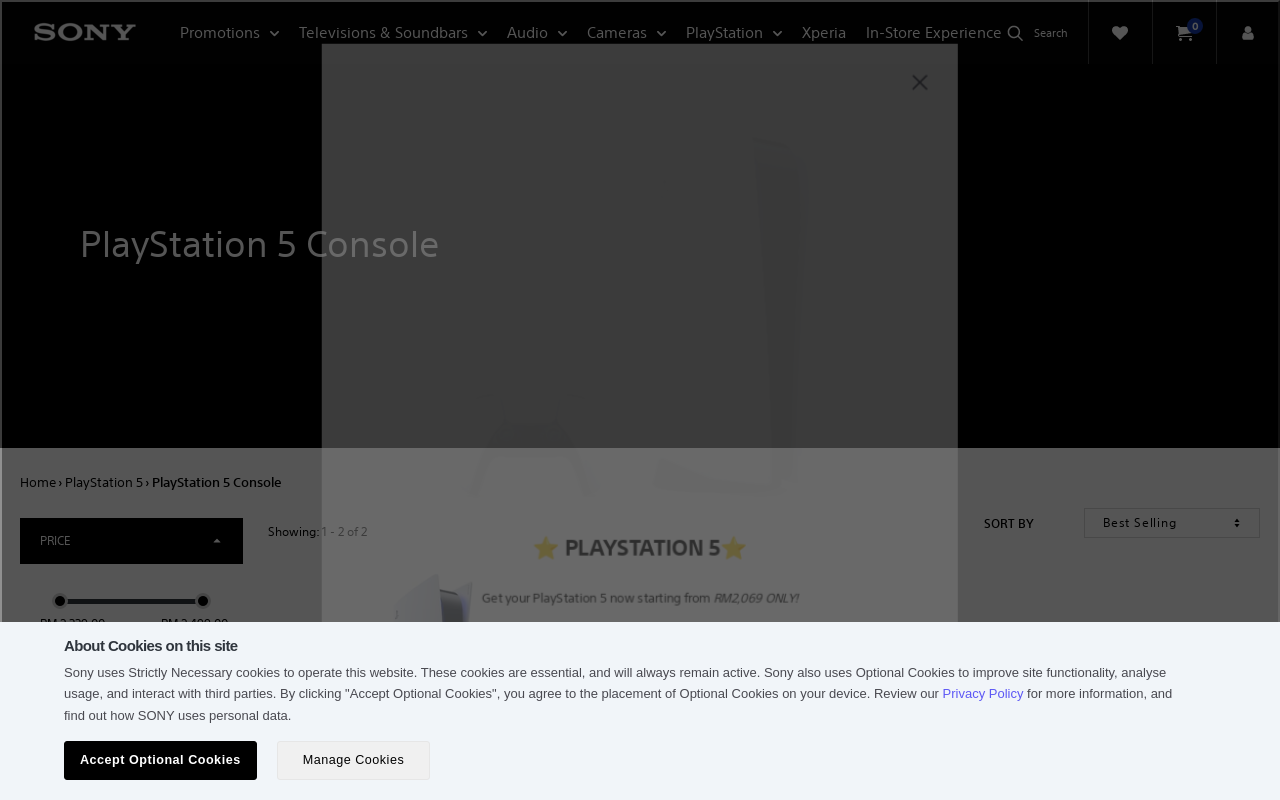 SONY
Promotions
Televisions & Soundbars
Audio
Cameras
PlayStation
Xperia
In-Store Experience
Search
0
PlayStation 5 Console
Home › PlayStation 5 › PlayStation 5 Console
PRICE
Showing: 1 - 2 of 2
SORT BY
Best Selling
⭐ PLAYSTATION 5⭐
Get your PlayStation 5 now starting from RM2,069 ONLY!
About Cookies on this site
Sony uses Strictly Necessary cookies to operate this website. These cookies are essential, and will always remain active. Sony also uses Optional Cookies to improve site functionality, analyse
usage, and interact with third parties. By clicking "Accept Optional Cookies", you agree to the placement of Optional Cookies on your device. Review our Privacy Policy for more information, and
find out how SONY uses personal data.
Accept Optional Cookies
Manage Cookies